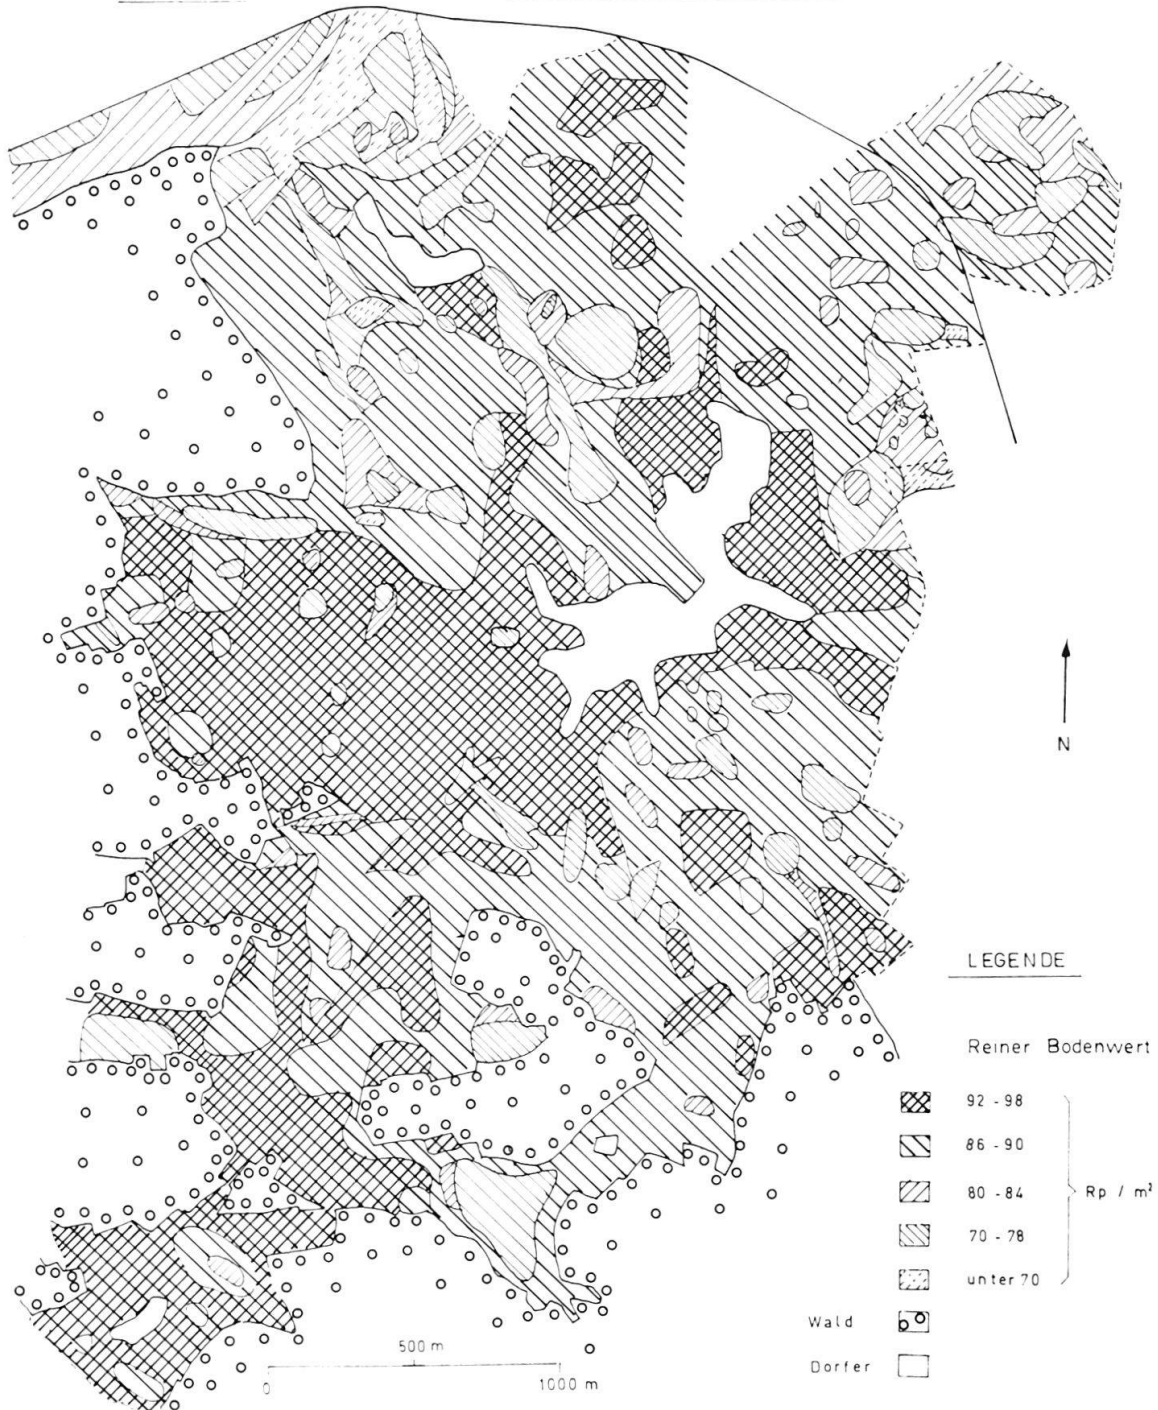 N
LEGENDE
Reiner Bodenwert
92 - 98
86 - 90
80 - 84
70 - 78
unter 70
Rp / m²
Wald
Dorfer
500 m
0
1000 m